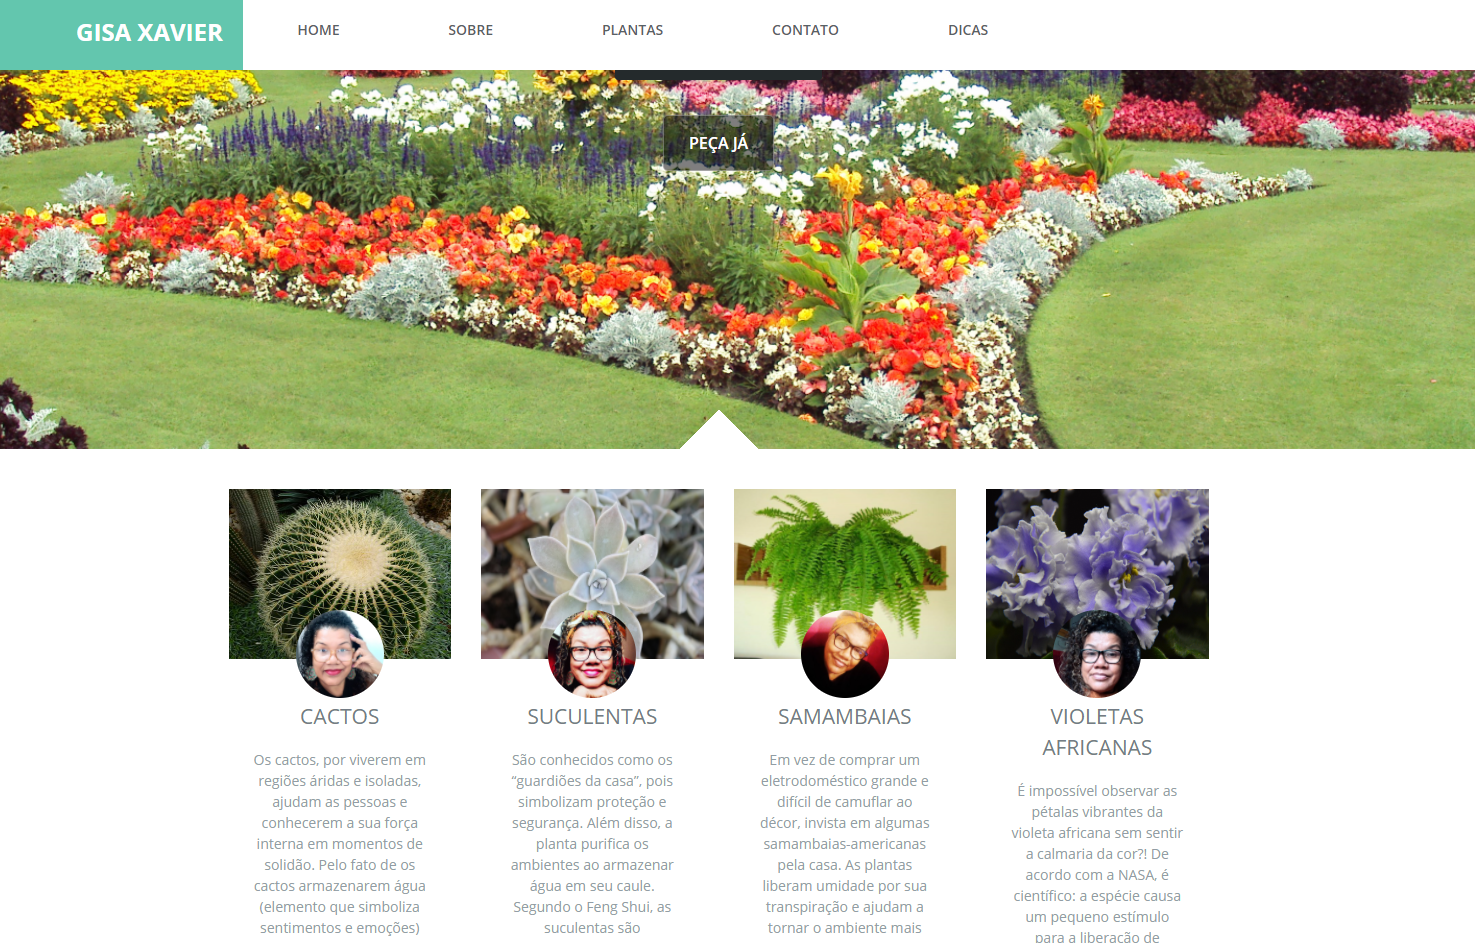 GISA XAVIER
HOME
SOBRE
PLANTAS
CONTATO
DICAS
PEÇA JÁ
CACTOS
Os cactos, por viverem em
regiões áridas e isoladas,
ajudam as pessoas e
conhecerem a sua força
interna em momentos de
solidão. Pelo fato de os
cactos armazenarem água
(elemento que simboliza
sentimentos e emoções)
SUCULENTAS
São conhecidos como os
“guardiões da casa”, pois
simbolizam proteção e
segurança. Além disso, a
planta purifica os
ambientes ao armazenar
água em seu caule.
Segundo o Feng Shui, as
suculentas são
SAMAMBAIAS
Em vez de comprar um
eletrodoméstico grande e
difícil de camuflar ao
décor, invista em algumas
samambaias-americanas
pela casa. As plantas
liberam umidade por sua
transpiração e ajudam a
tornar o ambiente mais
VIOLETAS
AFRICANAS
É impossível observar as
pétalas vibrantes da
violeta africana sem sentir
a calmaria da cor?! De
acordo com a NASA, é
científico: a espécie causa
um pequeno estímulo
para a liberação de